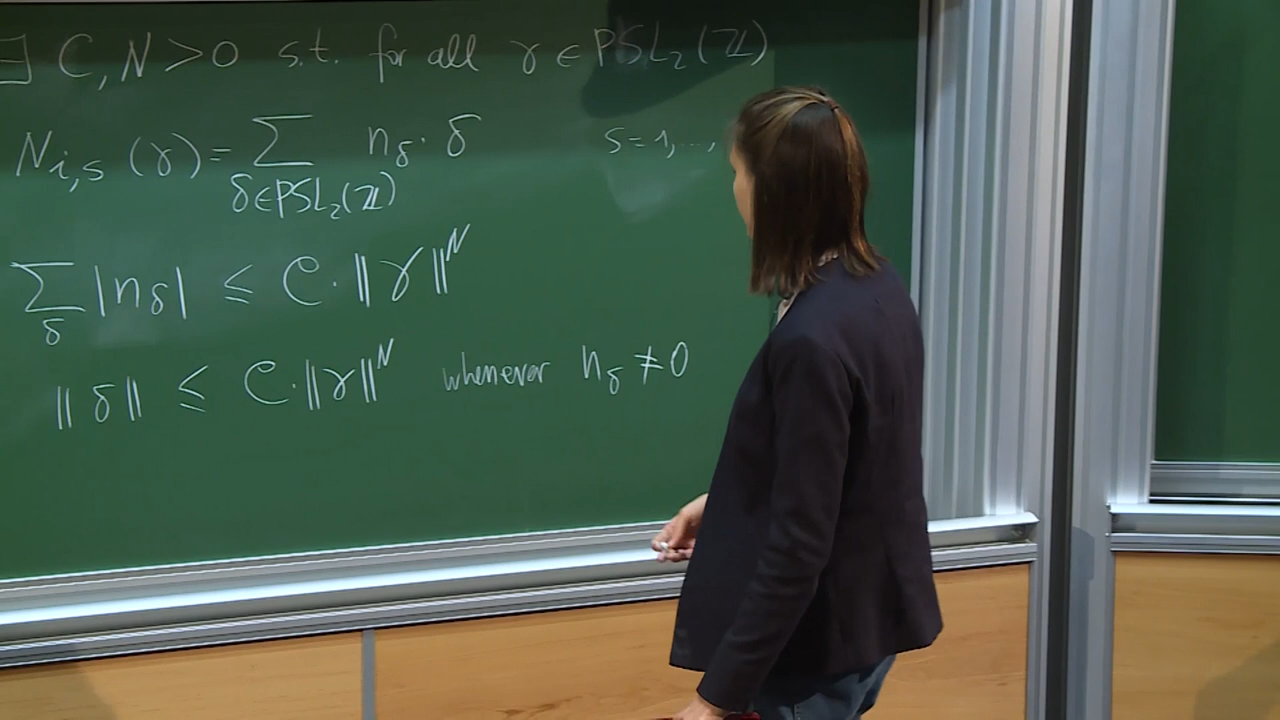 ∃ C, N > 0 s.t. for all γ ∈ PSL₂(ℤ)
N_{i,s}(γ) = ∑_{δ∈PSL₂(ℤ)} n_δ · δ s = 1, ...,
∑_δ |n_δ| ≤ C · ‖γ‖^N
‖δ‖ ≤ C · ‖γ‖^N whenever n_δ ≠ 0